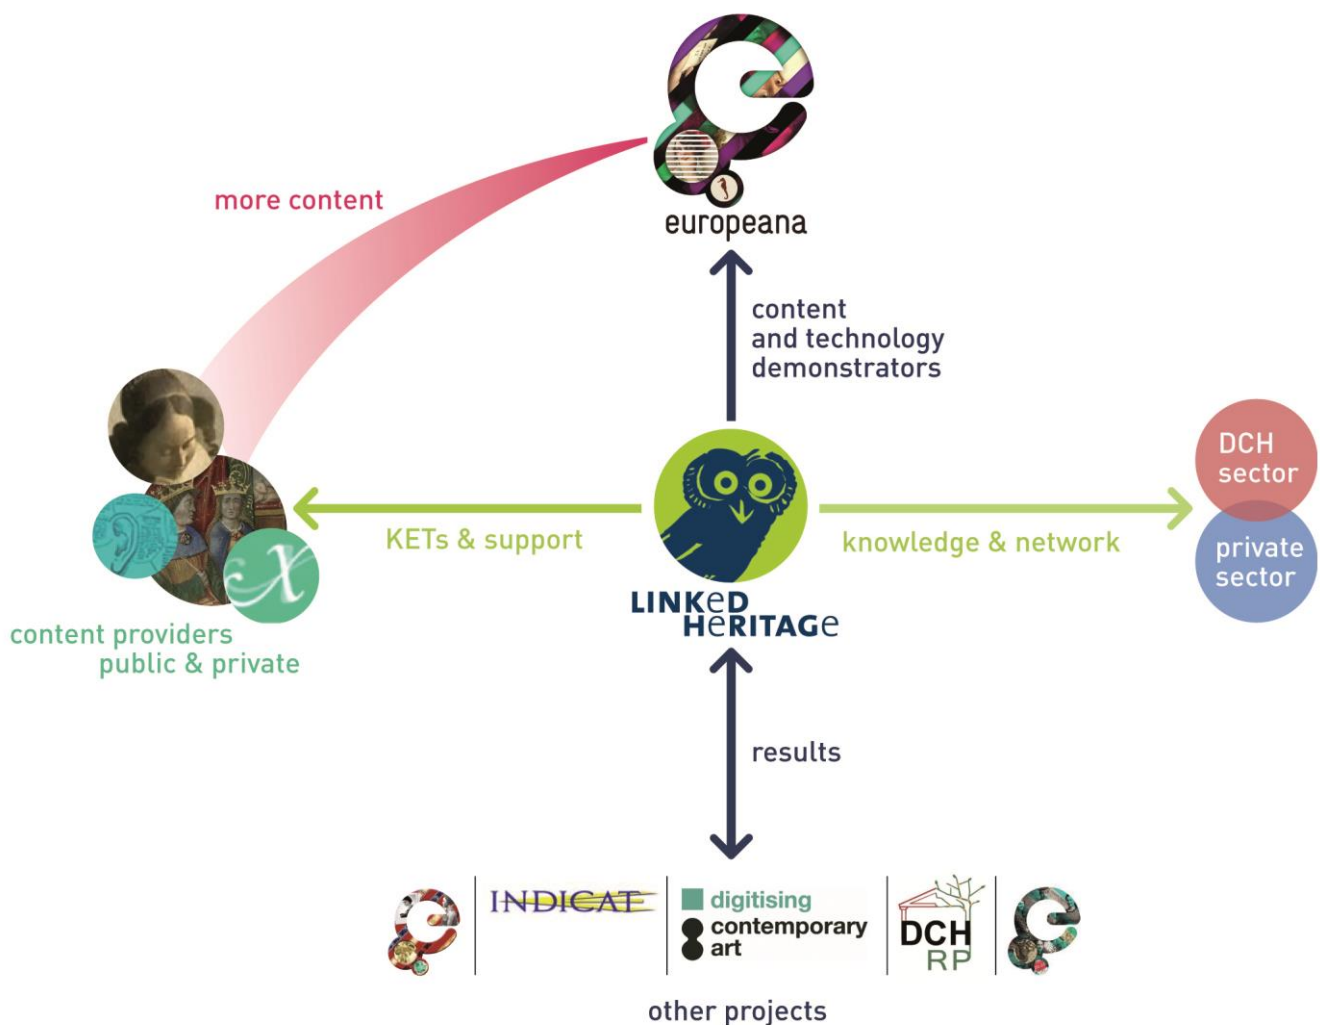 europeana
more content
content
and technology
demonstrators
DCH
sector
private
sector
KETs & support
knowledge & network
LINKeD
HeRITAGe
content providers
public & private
results
INDICATE
digitising
contemporary
art
DCH
RP
other projects